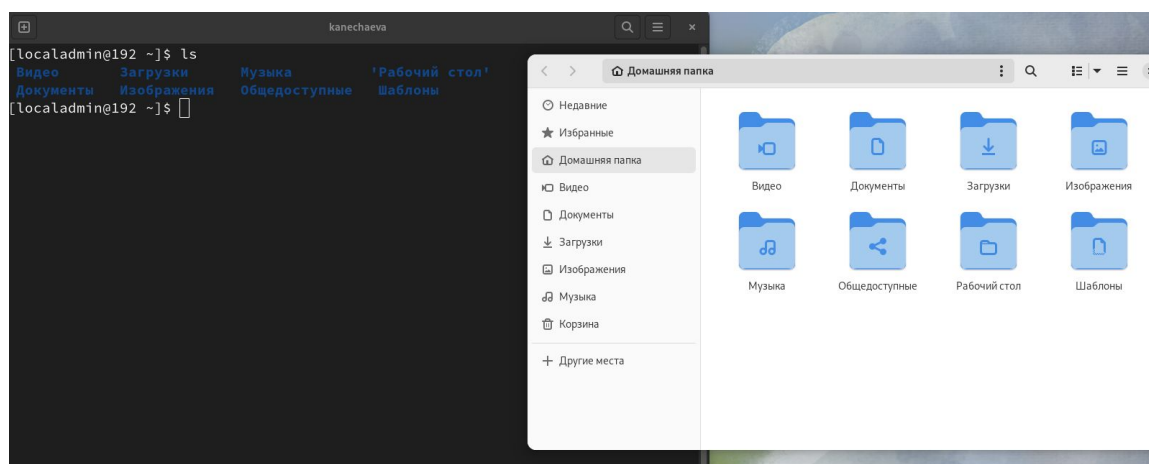 kanechaeva
[localadmin@192 ~]$ ls
Видео Загрузки Музыка 'Рабочий стол'
Документы Изображения Общедоступные Шаблоны
[localadmin@192 ~]$
Домашняя папка
Недавние
Избранные
Домашняя папка
Видео
Документы
Загрузки
Изображения
Музыка
Корзина
Другие места
Видео Документы Загрузки Изображения
Музыка Общедоступные Рабочий стол Шаблоны